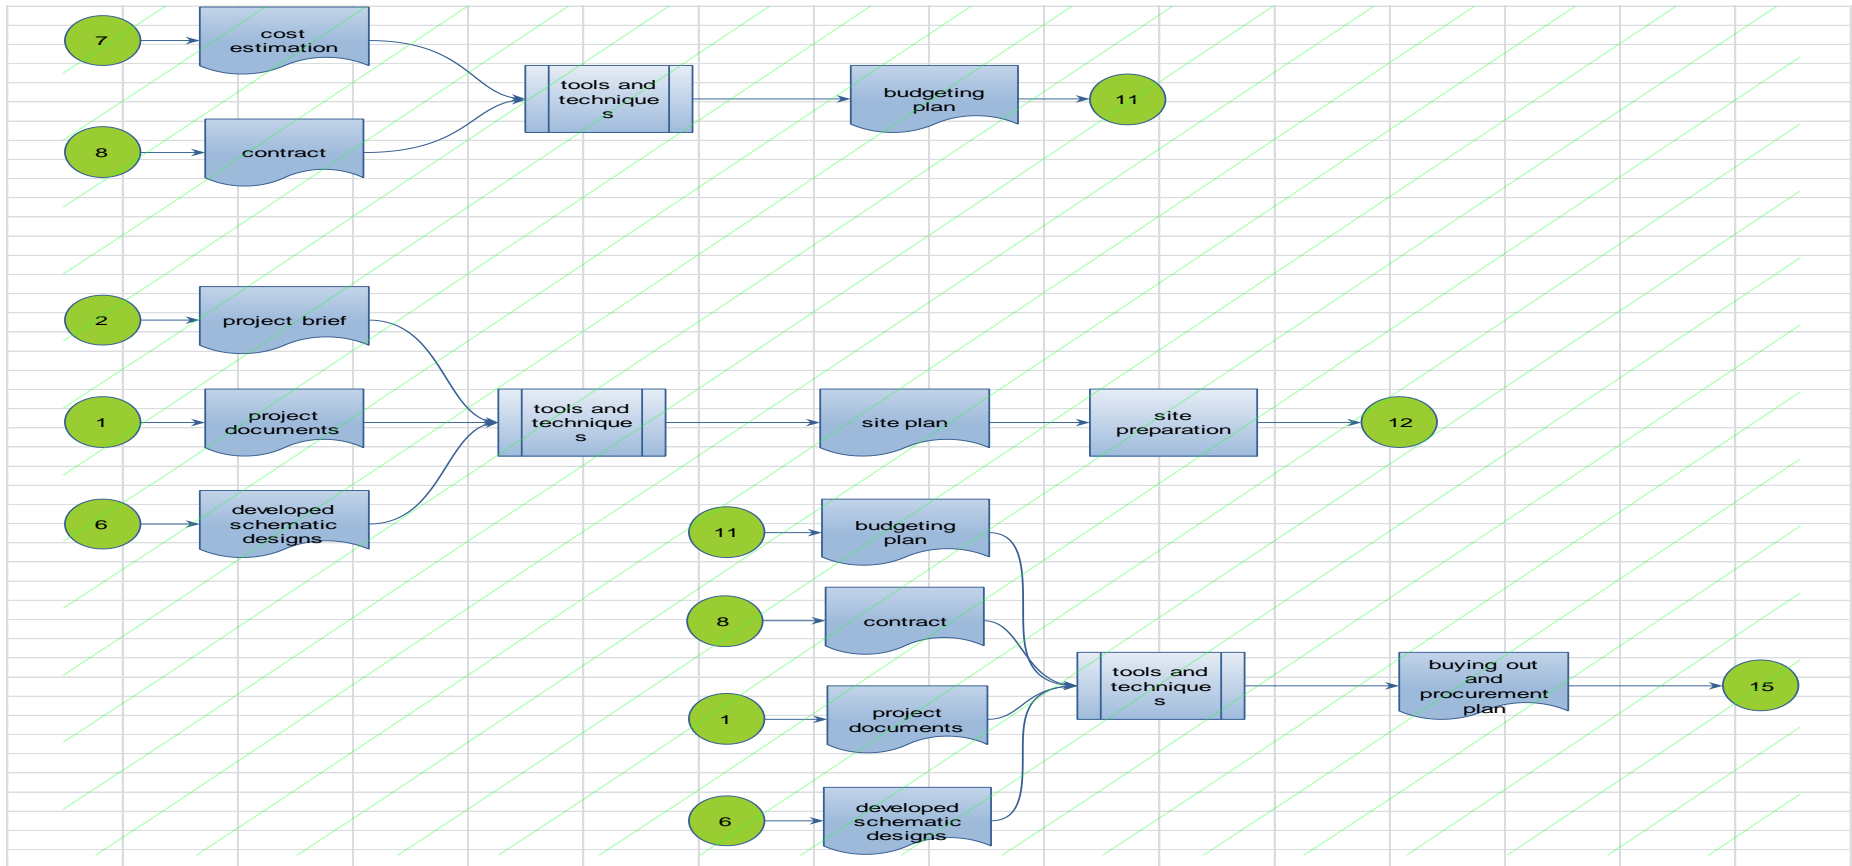 7
cost
estimation
8
contract
tools and
technique
s
budgeting
plan
11
2
project brief
1
project
documents
6
developed
schematic
designs
tools and
technique
s
site plan
site
preparation
12
11
budgeting
plan
8
contract
1
project
documents
6
developed
schematic
designs
tools and
technique
s
buying out
and
procurement
plan
15